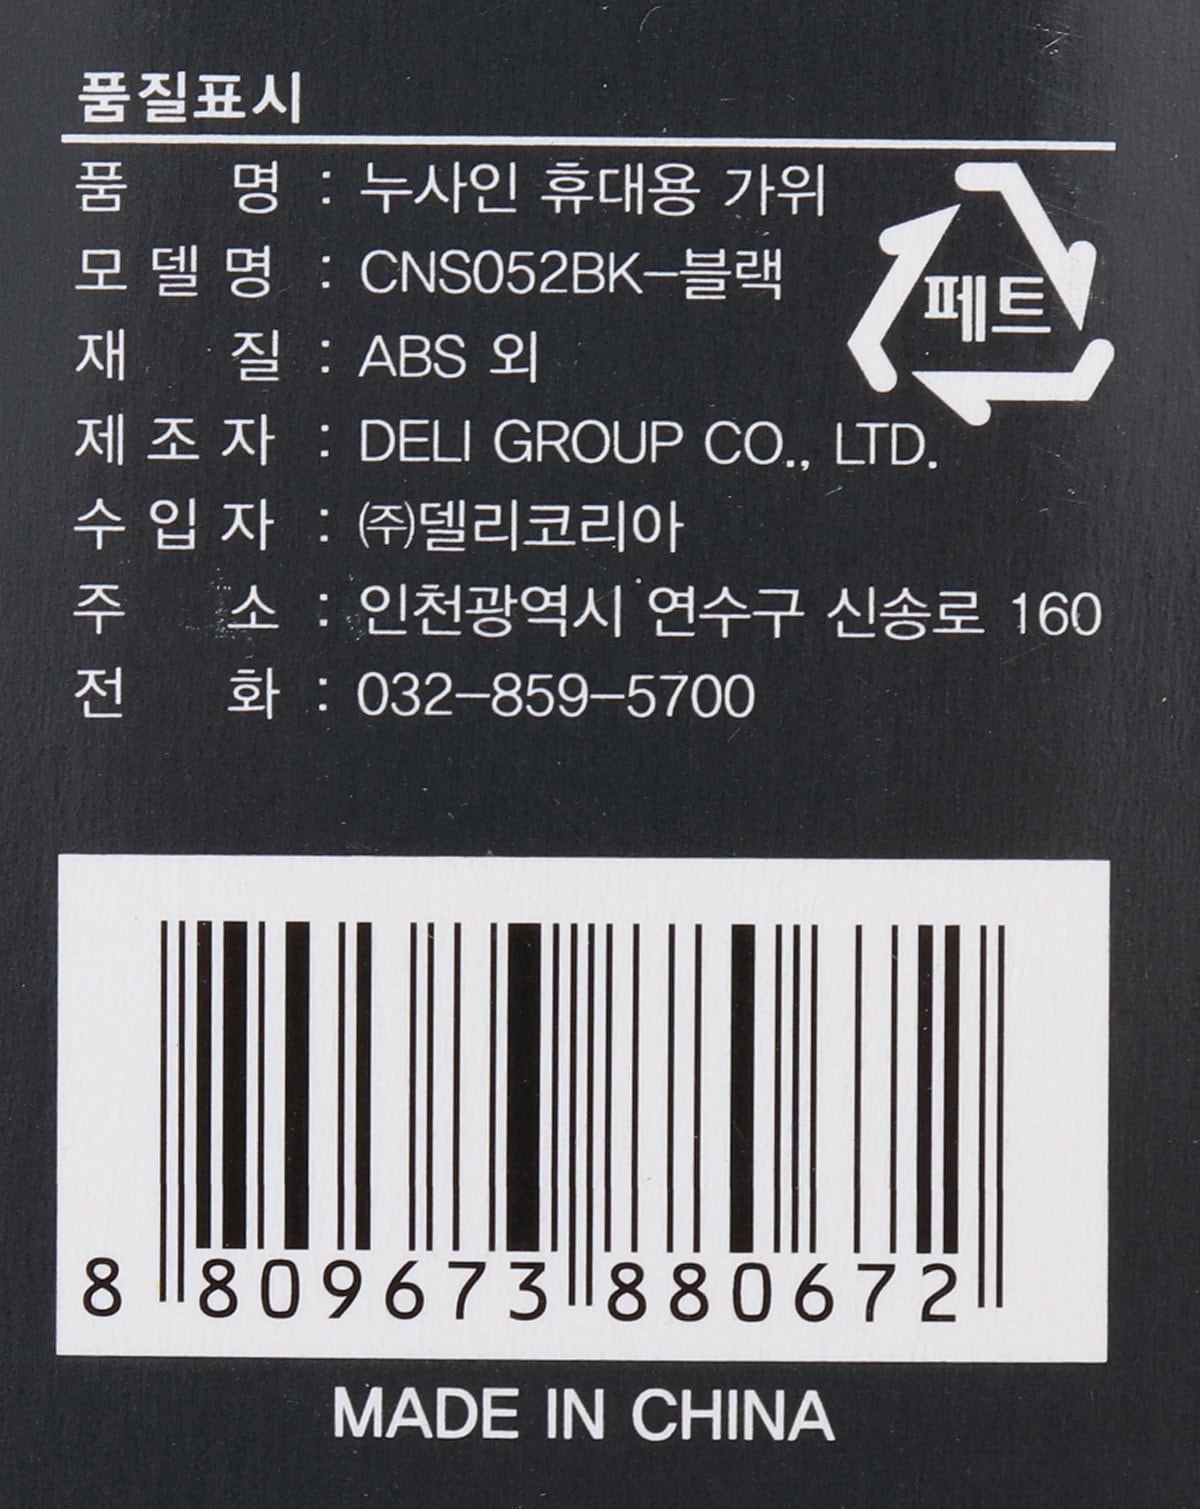 품질표시
품 명 : 누사인 휴대용 가위
모 델 명 : CNS052BK-블랙
재 질 : ABS 외
페트
제 조 자 : DELI GROUP CO., LTD.
수 입 자 : ㈜델리코리아
주 소 : 인천광역시 연수구 신송로 160
전 화 : 032-859-5700
8 809673 880672
MADE IN CHINA